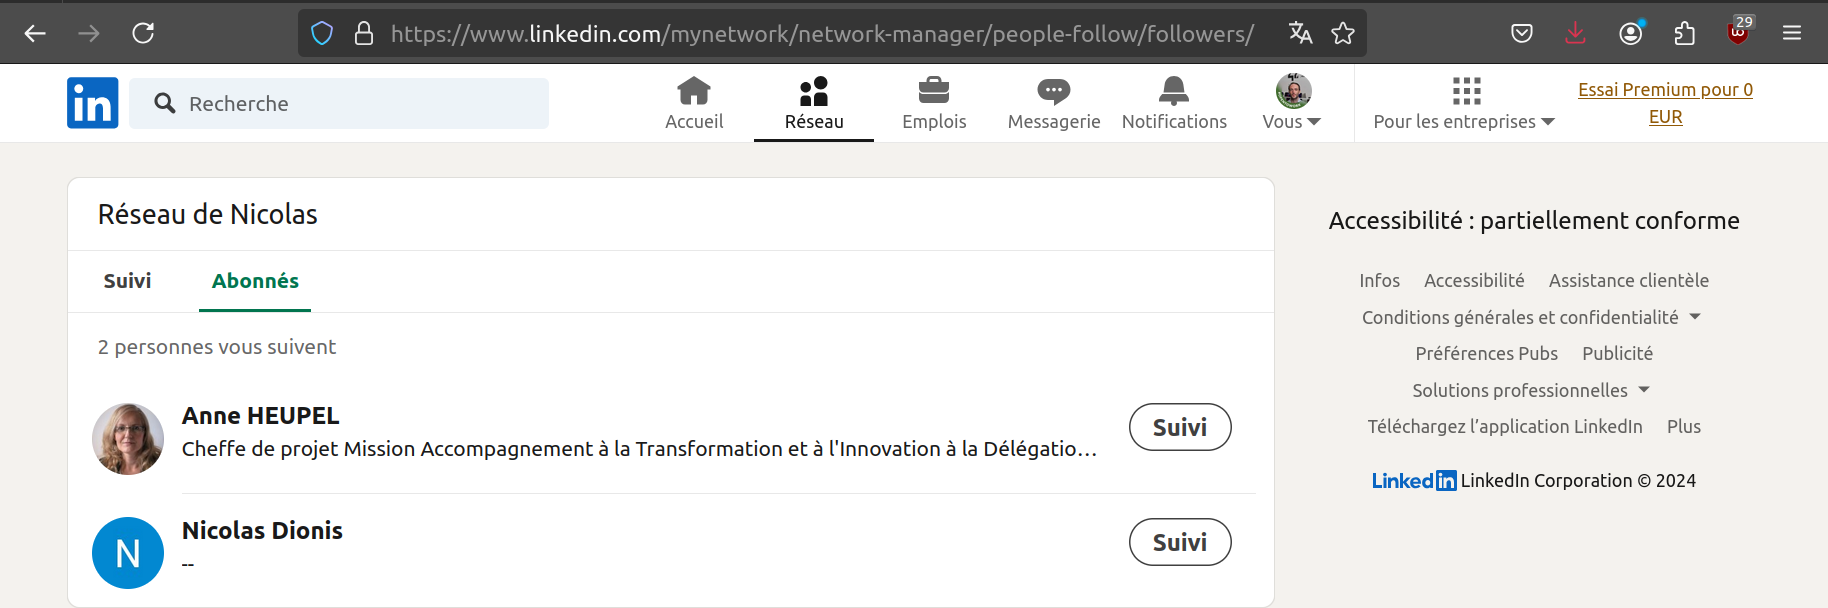 https://www.linkedin.com/mynetwork/network-manager/people-follow/followers/
29
in
Recherche
Accueil
Réseau
Emplois
Messagerie
Notifications
Vous
Pour les entreprises
Essai Premium pour 0
EUR
Réseau de Nicolas
Suivi
Abonnés
2 personnes vous suivent
Anne HEUPEL
Cheffe de projet Mission Accompagnement à la Transformation et à l'Innovation à la Délégatio…
Suivi
N
Nicolas Dionis
--
Suivi
Accessibilité : partiellement conforme
Infos Accessibilité Assistance clientèle
Conditions générales et confidentialité
Préférences Pubs Publicité
Solutions professionnelles
Téléchargez l’application LinkedIn Plus
LinkedIn LinkedIn Corporation © 2024